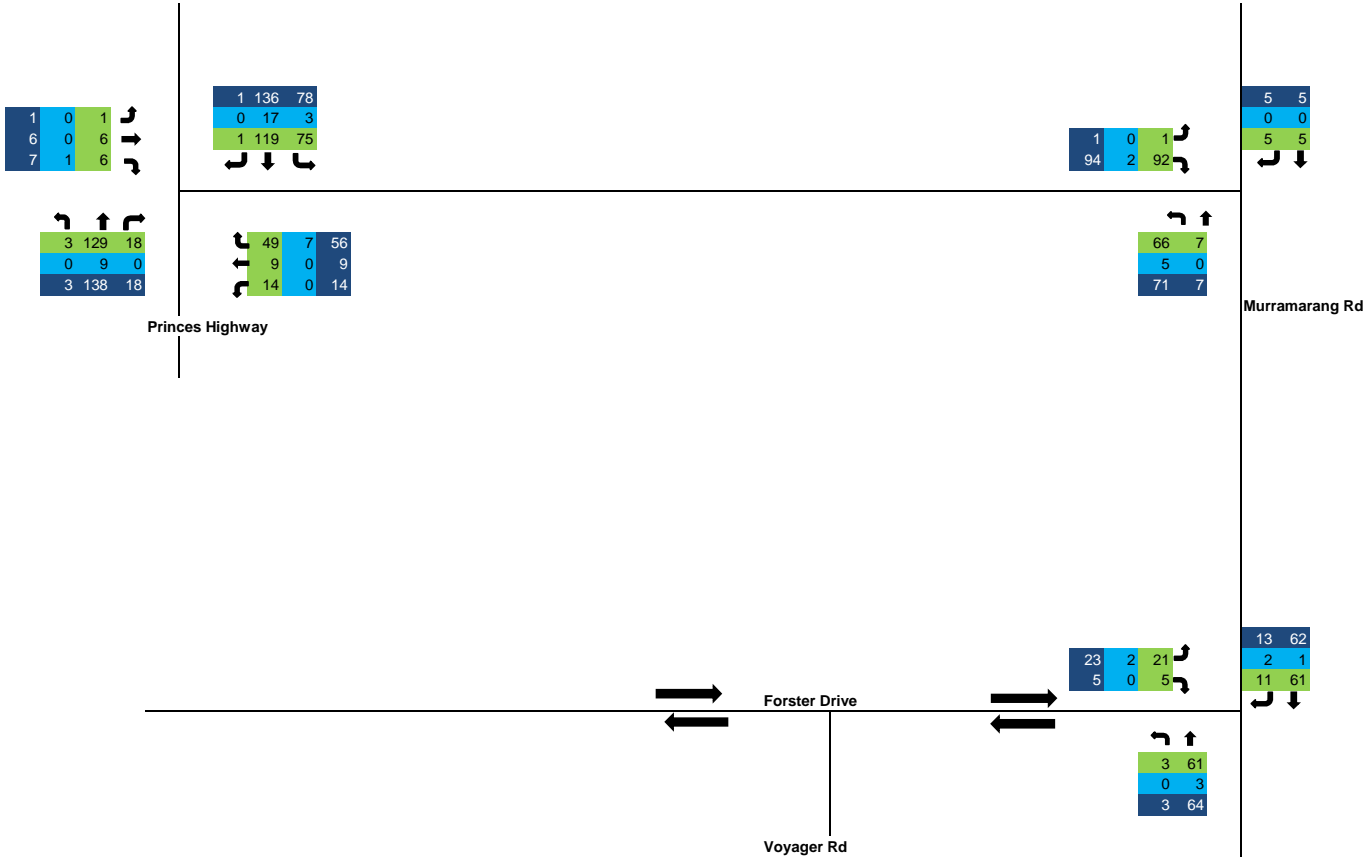 1 136 78
0 17 3
1 119 75
1 0 1
6 0 6
7 1 6
5 5
0 0
5 5
1 0 1
94 2 92
3 129 18
0 9 0
3 138 18
49 7 56
9 0 9
14 0 14
66 7
5 0
71 7
Murramarang Rd
Princes Highway
13 62
2 1
11 61
23 2 21
5 0 5
Forster Drive
3 61
0 3
3 64
Voyager Rd